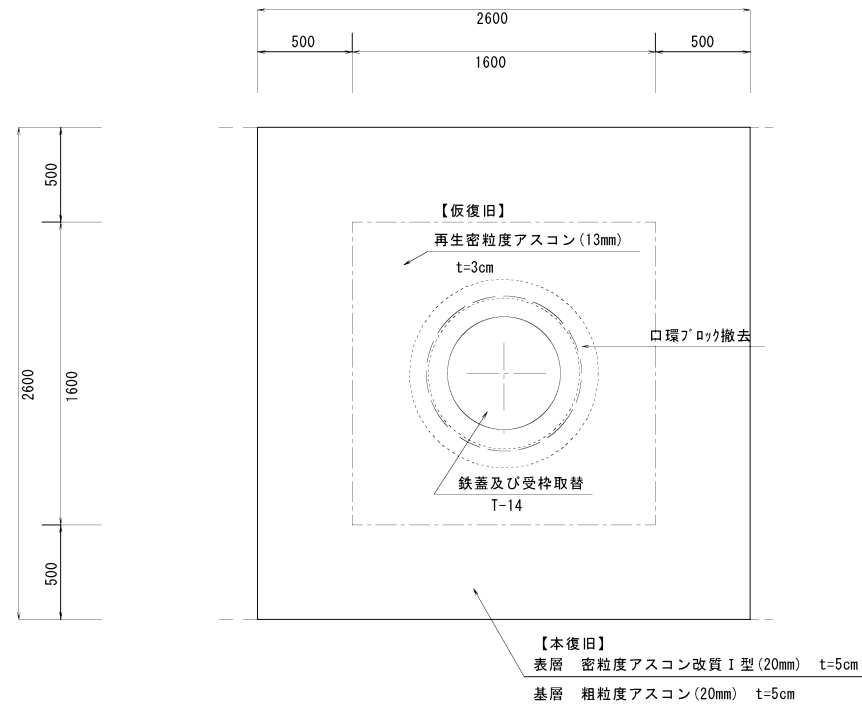 2600
500
1600
500
500
2600
1600
500
【仮復旧】
再生密粒度アスコン(13mm)
t=3cm
口環ブロック撤去
鉄蓋及び受枠取替
T-14
【本復旧】
表層 密粒度アスコン改質Ⅰ型(20mm) t=5cm
基層 粗粒度アスコン(20mm) t=5cm